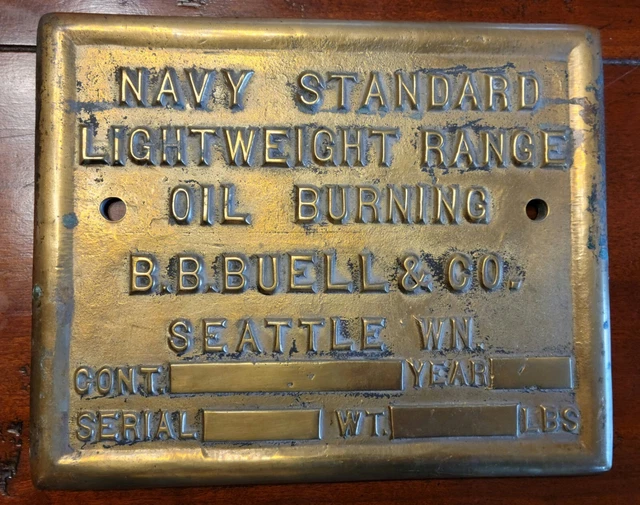 NAVY STANDARD
LIGHTWEIGHT RANGE
OIL BURNING
B.B.BUELL & CO.
SEATTLE WN.
CONT. YEAR
SERIAL WT. LBS